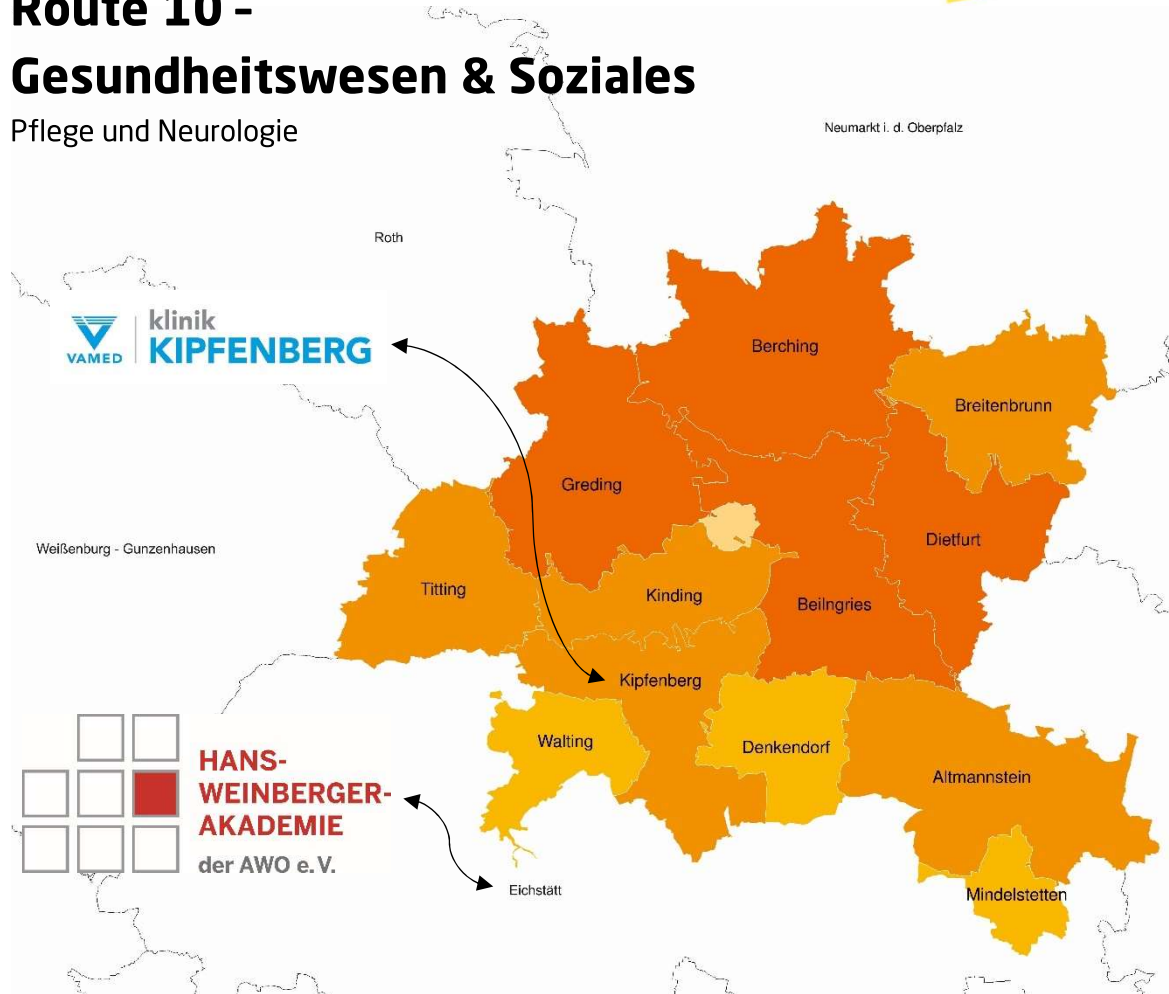 Route 10 –
Gesundheitswesen & Soziales
Pflege und Neurologie
Neumarkt i. d. Oberpfalz
Roth
klinik
VAMED
KIPFENBERG
Berching
Breitenbrunn
Greding
Dietfurt
Weißenburg - Gunzenhausen
Titting
Kinding
Beilngries
Kipfenberg
Walting
Denkendorf
Altmannstein
HANS-
WEINBERGER-
AKADEMIE
der AWO e.V.
Eichstätt
Mindelstetten